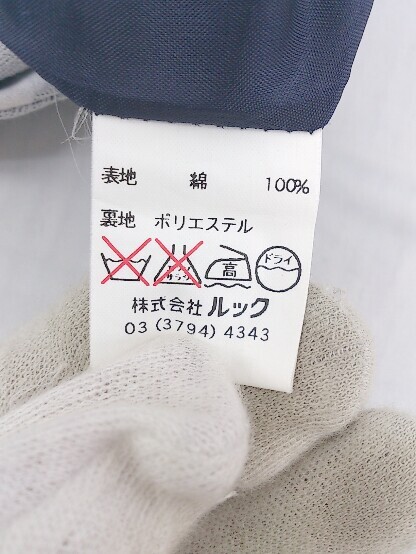 表地 綿 100%
裏地 ポリエステル
高 ドライ
株式会社 ルック
03 (3794) 4343